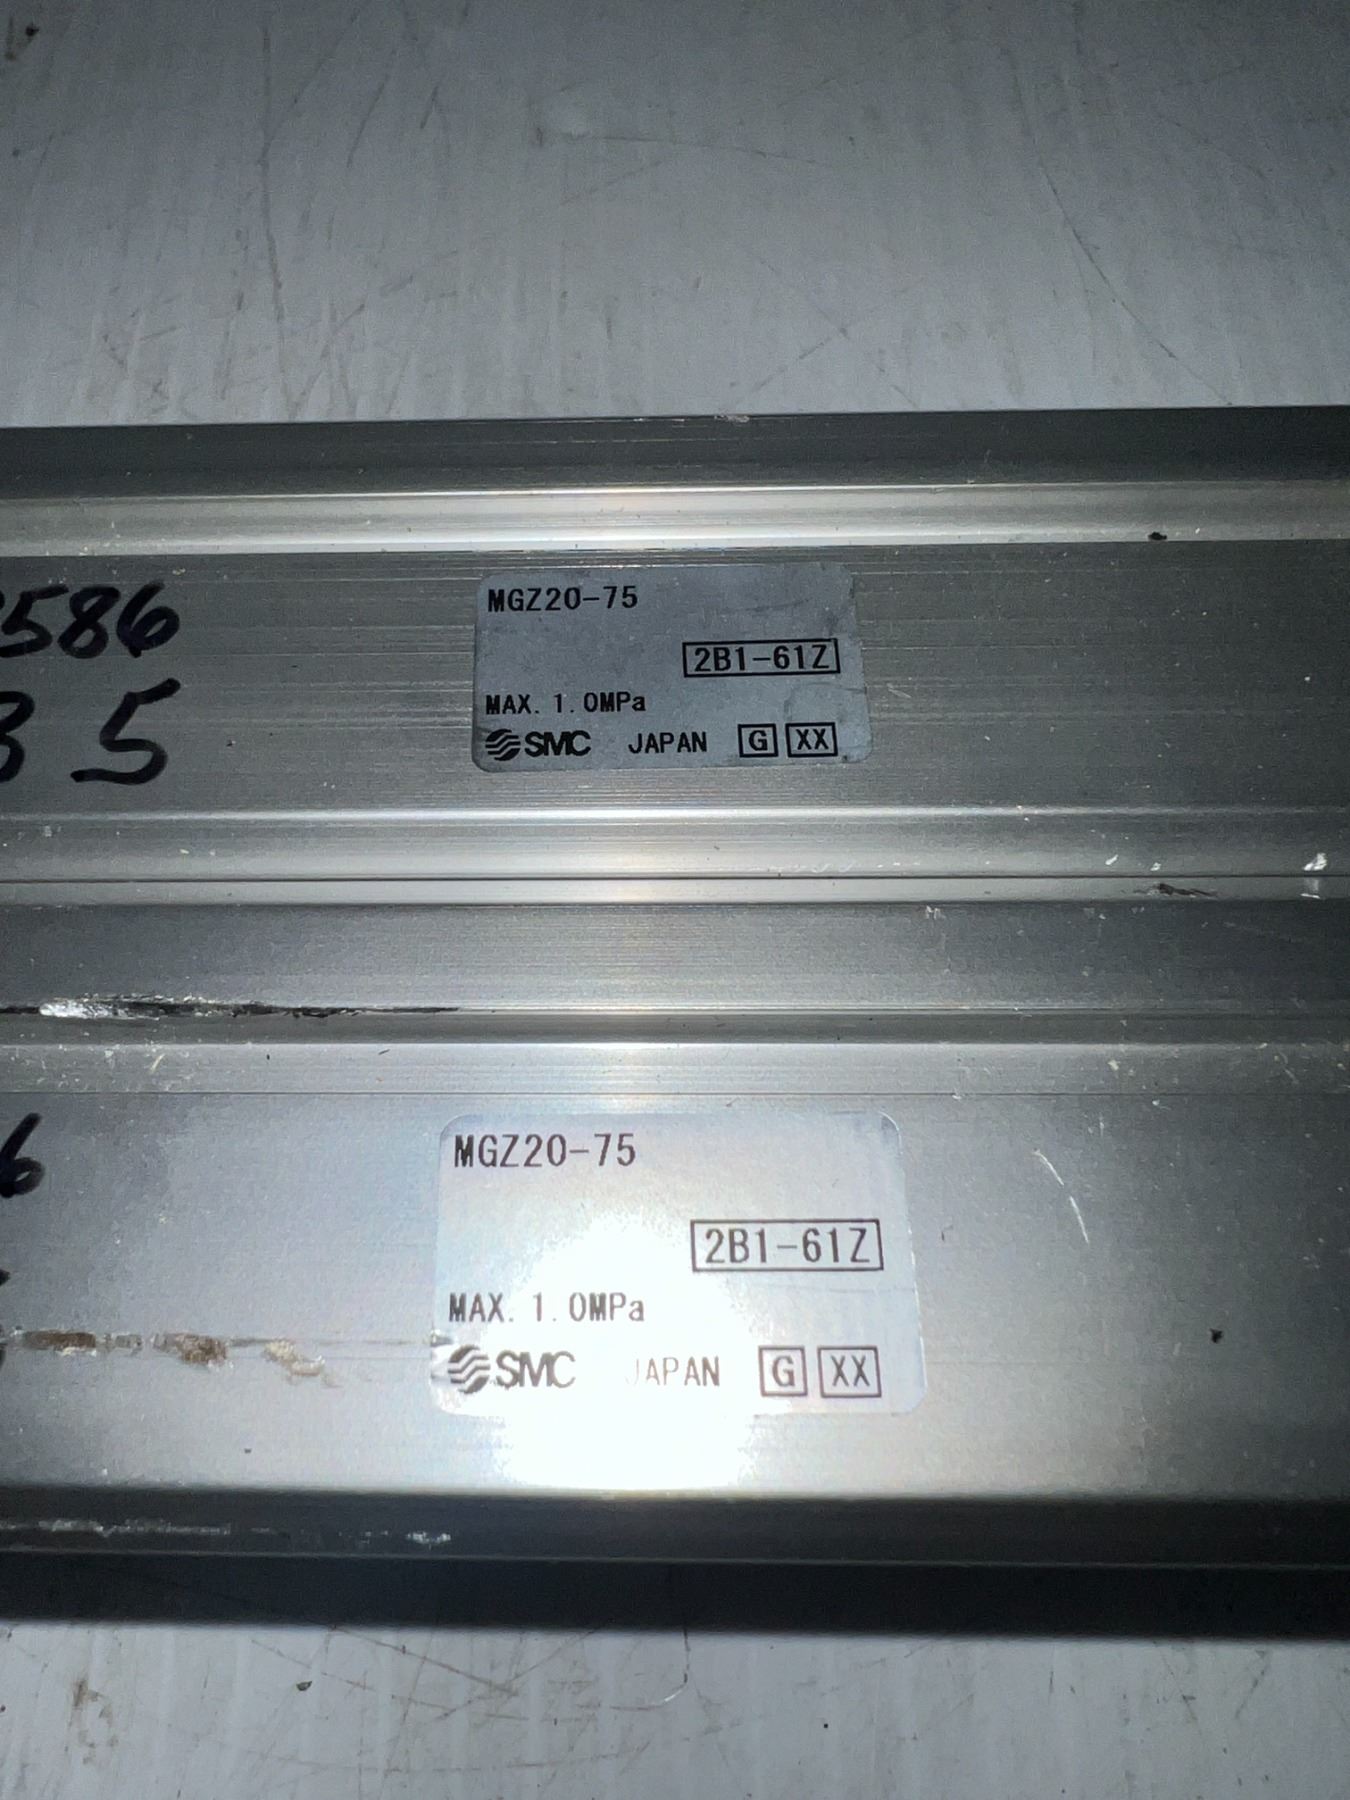 586
35
MGZ20-75
2B1-61Z
MAX. 1.0MPa
SMC JAPAN G XX
6
MGZ20-75
2B1-61Z
MAX. 1.0MPa
SMC JAPAN G XX